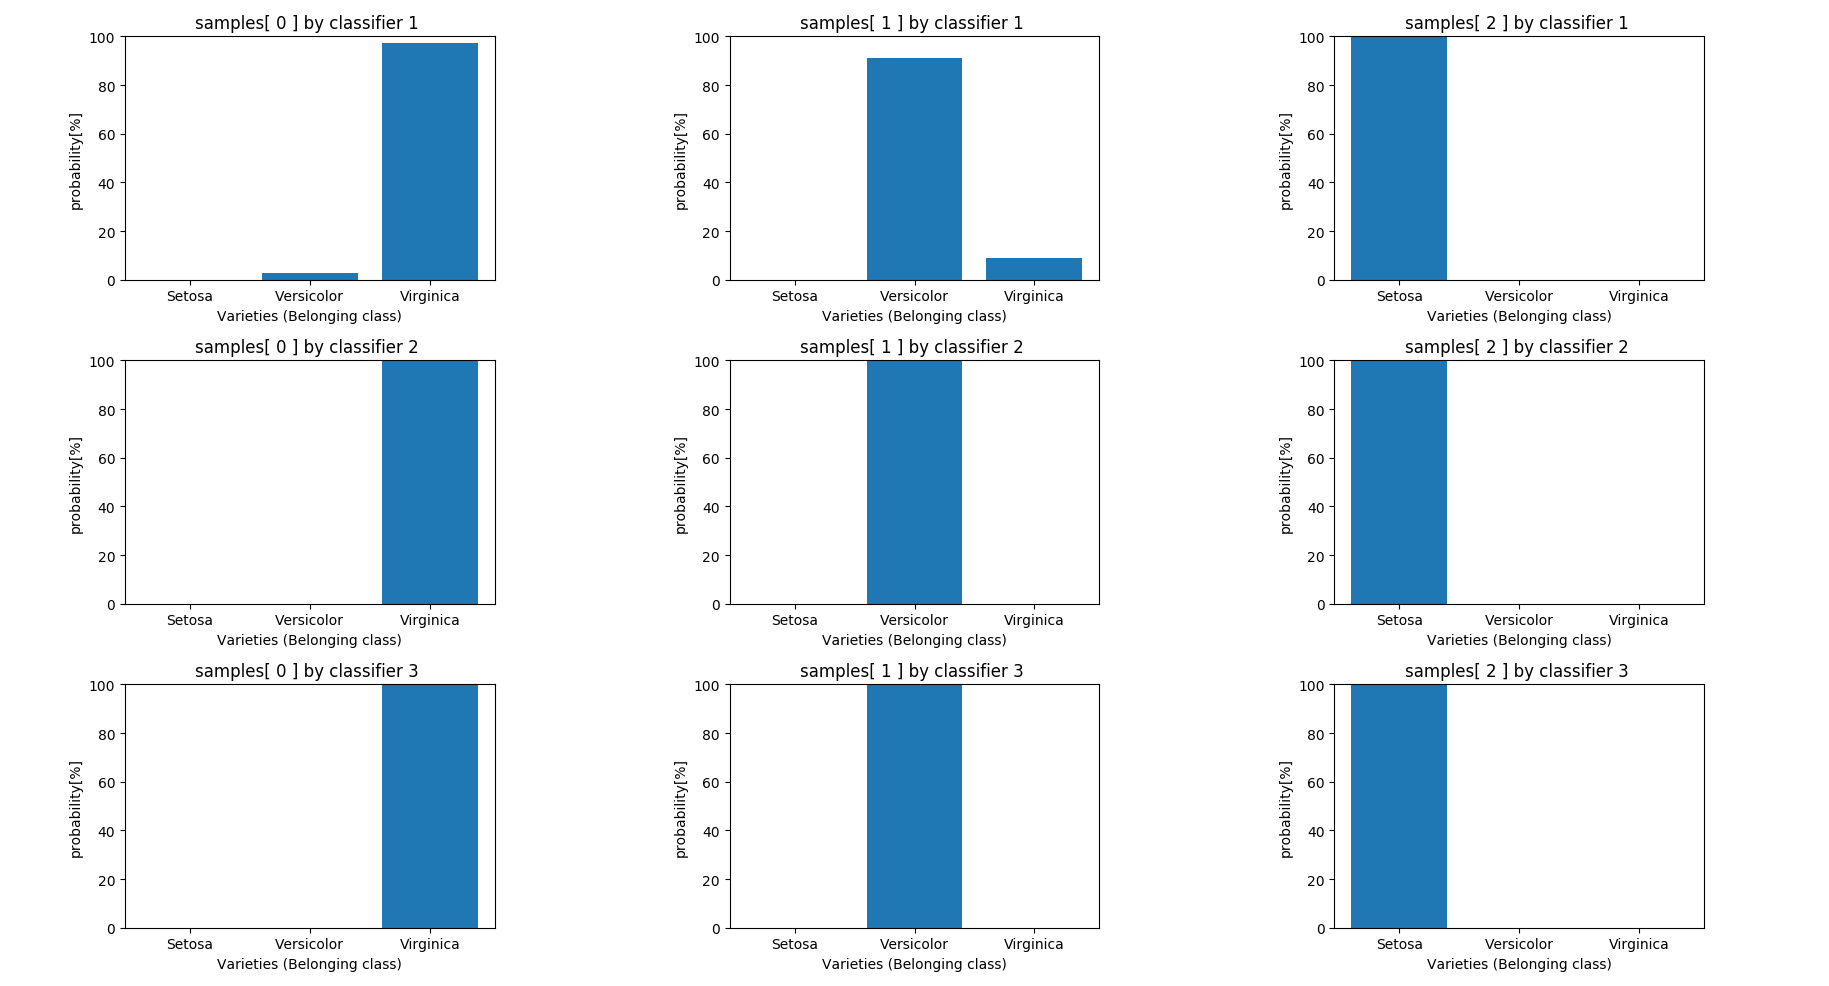 samples[ 0 ] by classifier 1
100
80
60
40
20
0
probability[%]
Setosa Versicolor Virginica
Varieties (Belonging class)
samples[ 1 ] by classifier 1
100
80
60
40
20
0
probability[%]
Setosa Versicolor Virginica
Varieties (Belonging class)
samples[ 2 ] by classifier 1
100
80
60
40
20
0
probability[%]
Setosa Versicolor Virginica
Varieties (Belonging class)
samples[ 0 ] by classifier 2
100
80
60
40
20
0
probability[%]
Setosa Versicolor Virginica
Varieties (Belonging class)
samples[ 1 ] by classifier 2
100
80
60
40
20
0
probability[%]
Setosa Versicolor Virginica
Varieties (Belonging class)
samples[ 2 ] by classifier 2
100
80
60
40
20
0
probability[%]
Setosa Versicolor Virginica
Varieties (Belonging class)
samples[ 0 ] by classifier 3
100
80
60
40
20
0
probability[%]
Setosa Versicolor Virginica
Varieties (Belonging class)
samples[ 1 ] by classifier 3
100
80
60
40
20
0
probability[%]
Setosa Versicolor Virginica
Varieties (Belonging class)
samples[ 2 ] by classifier 3
100
80
60
40
20
0
probability[%]
Setosa Versicolor Virginica
Varieties (Belonging class)